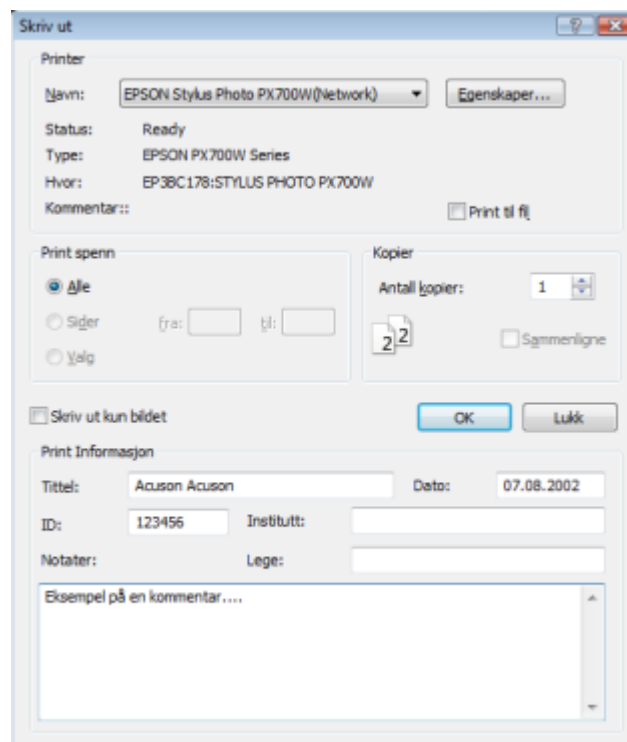 Skriv ut
Printer
Navn: EPSON Stylus Photo PX700W(Network) Egenskaper...
Status: Ready
Type: EPSON PX700W Series
Hvor: EP3BC178:STYLUS PHOTO PX700W
Kommentar:: Print til fil
Print spenn
Alle
Sider fra: til:
Valg
Kopier
Antall kopier: 1
2 2 Sammenligne
Skriv ut kun bildet OK Lukk
Print Informasjon
Tittel: Acuson Acuson Dato: 07.08.2002
ID: 123456 Institutt:
Notater: Lege:
Eksempel på en kommentar....